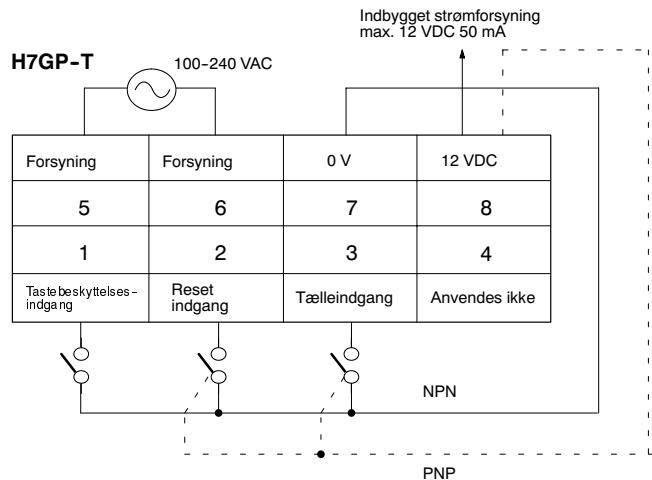 Indbygget strømforsyning
max. 12 VDC 50 mA
H7GP-T
100-240 VAC
Forsyning Forsyning 0 V 12 VDC
5 6 7 8
1 2 3 4
Tastebeskyttelses-
indgang
Reset
indgang
Tælleindgang
Anvendes ikke
NPN
PNP